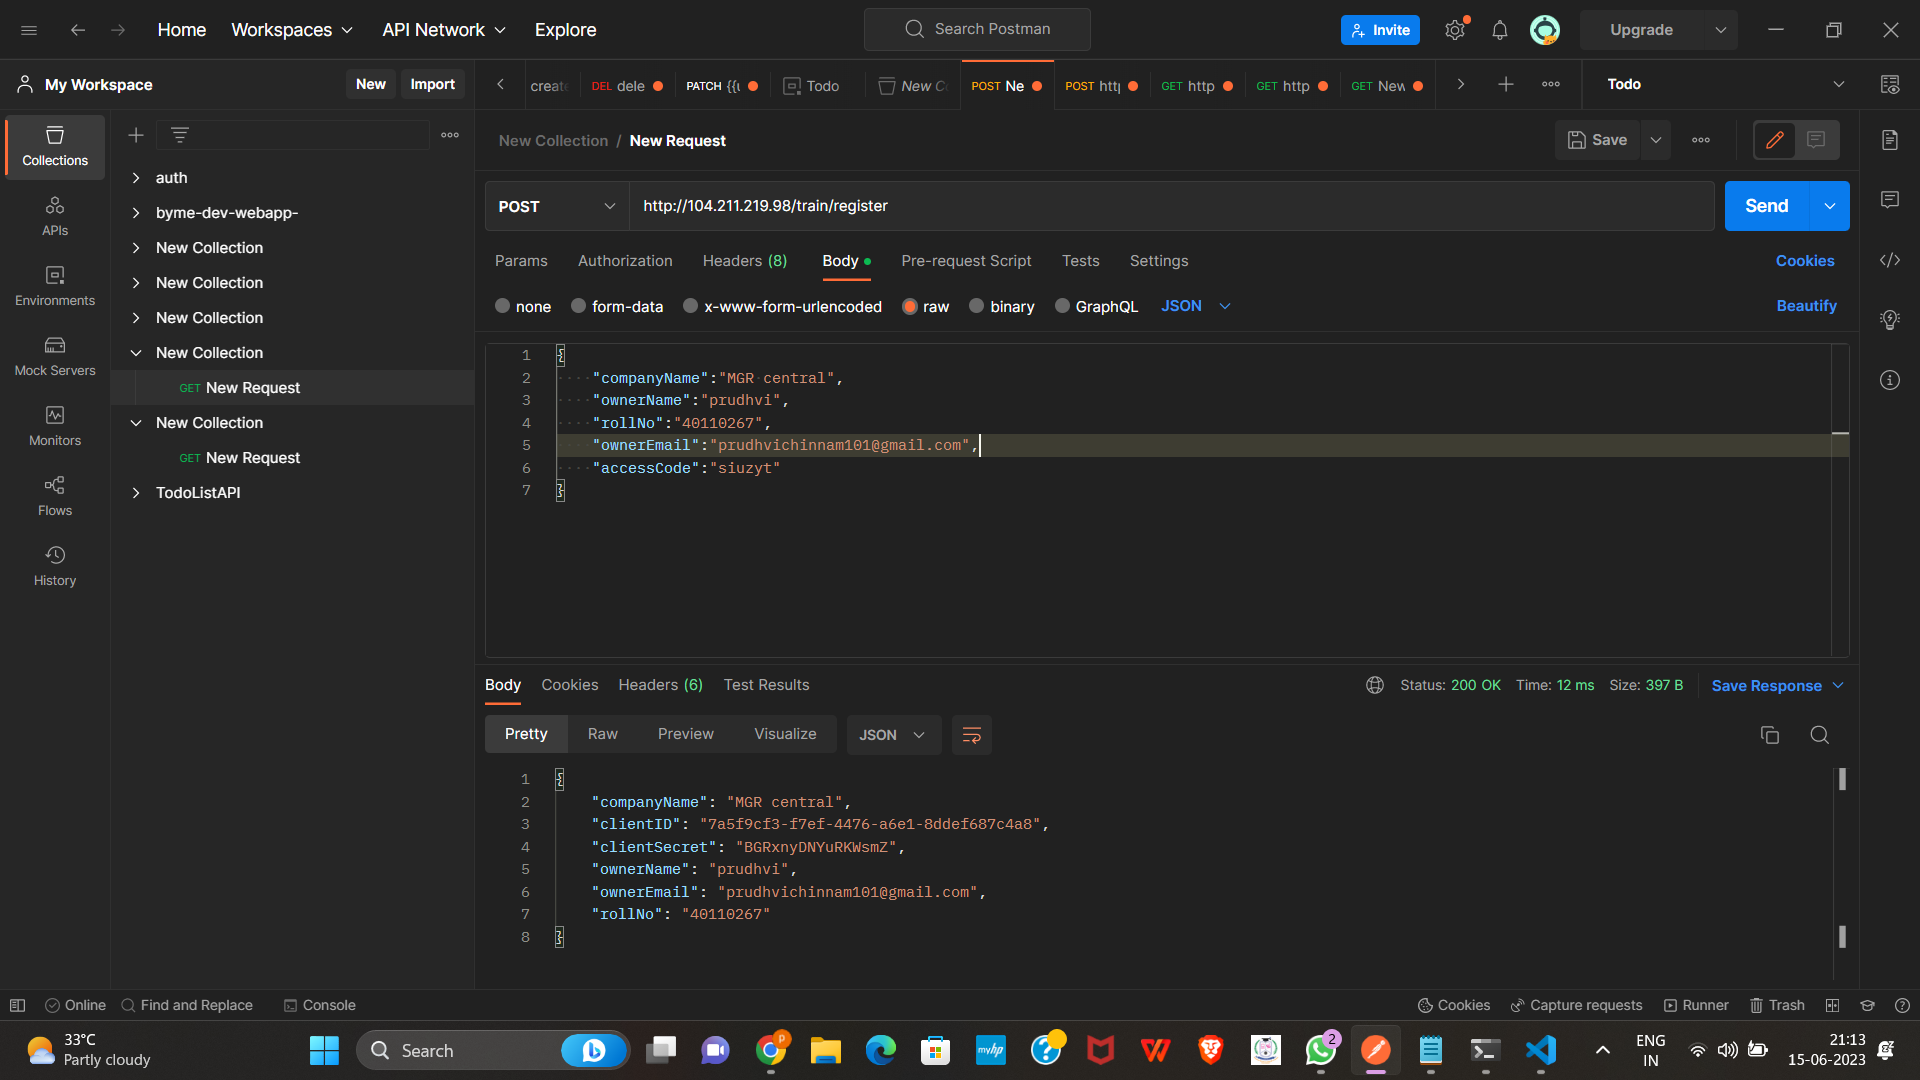 Home Workspaces API Network Explore Search Postman Invite Upgrade
My Workspace New Import
create DEL dele PATCH {{u Todo New Co POST Ne POST http GET http GET http GET New Todo
Collections
APIs
Environments
Mock Servers
Monitors
Flows
History
auth
byme-dev-webapp-
New Collection
New Collection
New Collection
New Collection
GET New Request
New Collection
GET New Request
TodoListAPI
New Collection / New Request Save
POST http://104.211.219.98/train/register Send
Params Authorization Headers (8) Body Pre-request Script Tests Settings Cookies
none form-data x-www-form-urlencoded raw binary GraphQL JSON Beautify
1 {
2 "companyName":"MGR central",
3 "ownerName":"prudhvi",
4 "rollNo":"40110267",
5 "ownerEmail":"prudhvichinnam101@gmail.com",
6 "accessCode":"siuzyt"
7 }
Body Cookies Headers (6) Test Results Status: 200 OK Time: 12 ms Size: 397 B Save Response
Pretty Raw Preview Visualize JSON
1 {
2 "companyName": "MGR central",
3 "clientID": "7a5f9cf3-f7ef-4476-a6e1-8ddef687c4a8",
4 "clientSecret": "BGRxnyDNYuRKWsmZ",
5 "ownerName": "prudhvi",
6 "ownerEmail": "prudhvichinnam101@gmail.com",
7 "rollNo": "40110267"
8 }
Online Find and Replace Console Cookies Capture requests Runner Trash
33°C
Partly cloudy
Search
myhp
P
2
ENG
IN
21:13
15-06-2023